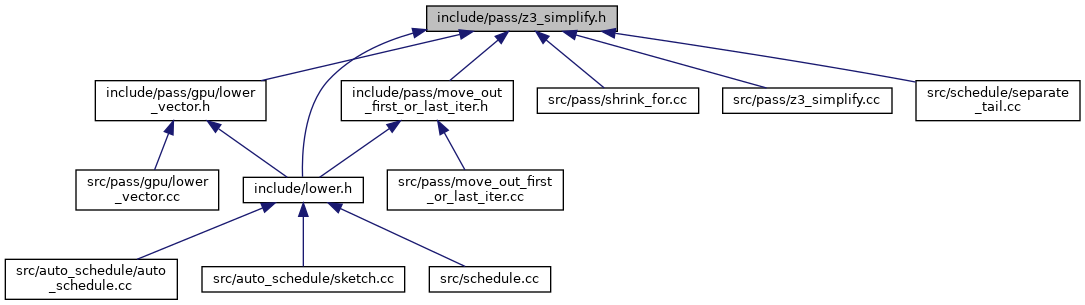 include/pass/z3_simplify.h
include/pass/gpu/lower
_vector.h
include/pass/move_out
_first_or_last_iter.h
src/pass/shrink_for.cc
src/pass/z3_simplify.cc
src/schedule/separate
_tail.cc
src/pass/gpu/lower
_vector.cc
include/lower.h
src/pass/move_out_first
_or_last_iter.cc
src/auto_schedule/auto
_schedule.cc
src/auto_schedule/sketch.cc
src/schedule.cc